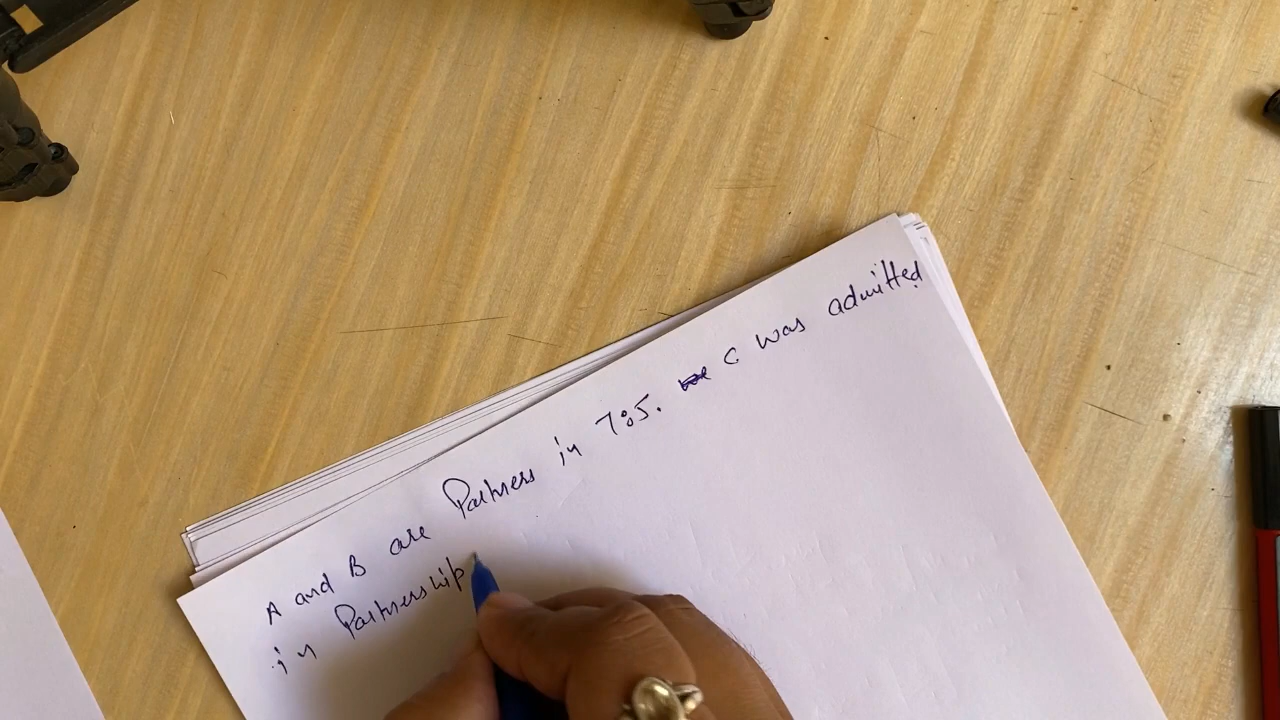 A and B are Partners in 7:5. C was admitted
in Partnership